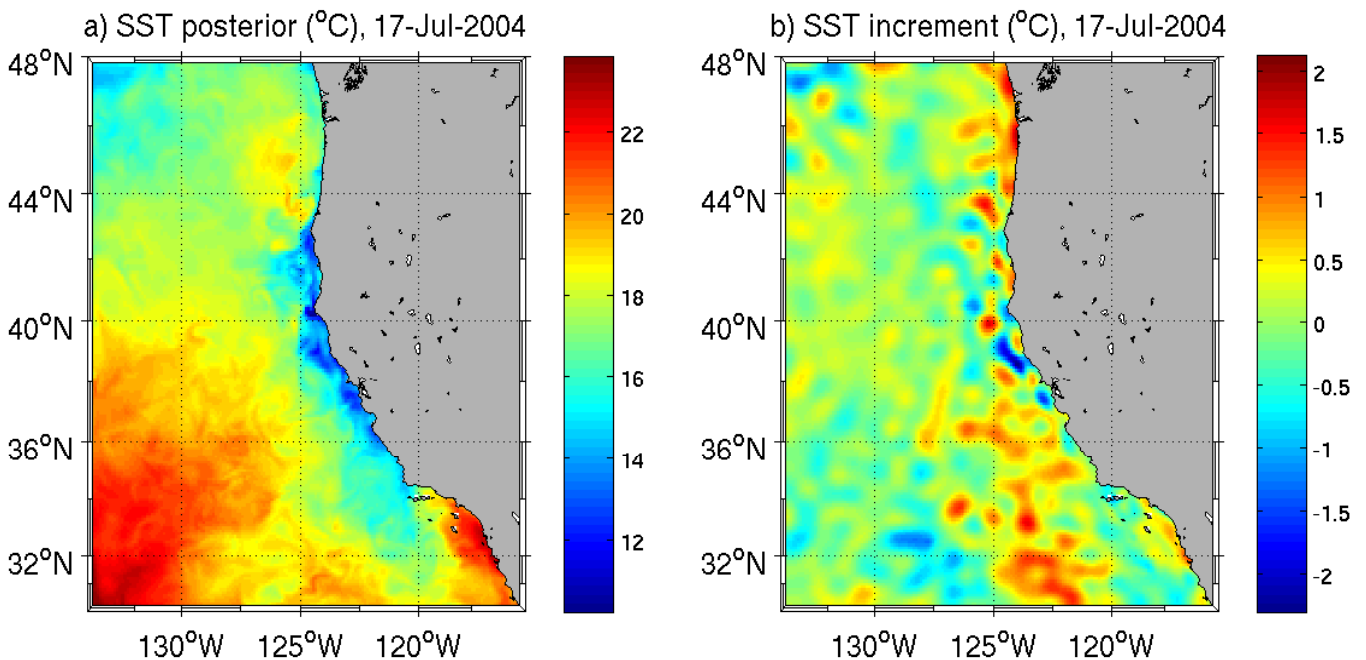 a) SST posterior (°C), 17-Jul-2004
48°N
44°N
40°N
36°N
32°N
130°W 125°W 120°W
22
20
18
16
14
12
b) SST increment (°C), 17-Jul-2004
48°N
44°N
40°N
36°N
32°N
130°W 125°W 120°W
2
1.5
1
0.5
0
-0.5
-1
-1.5
-2